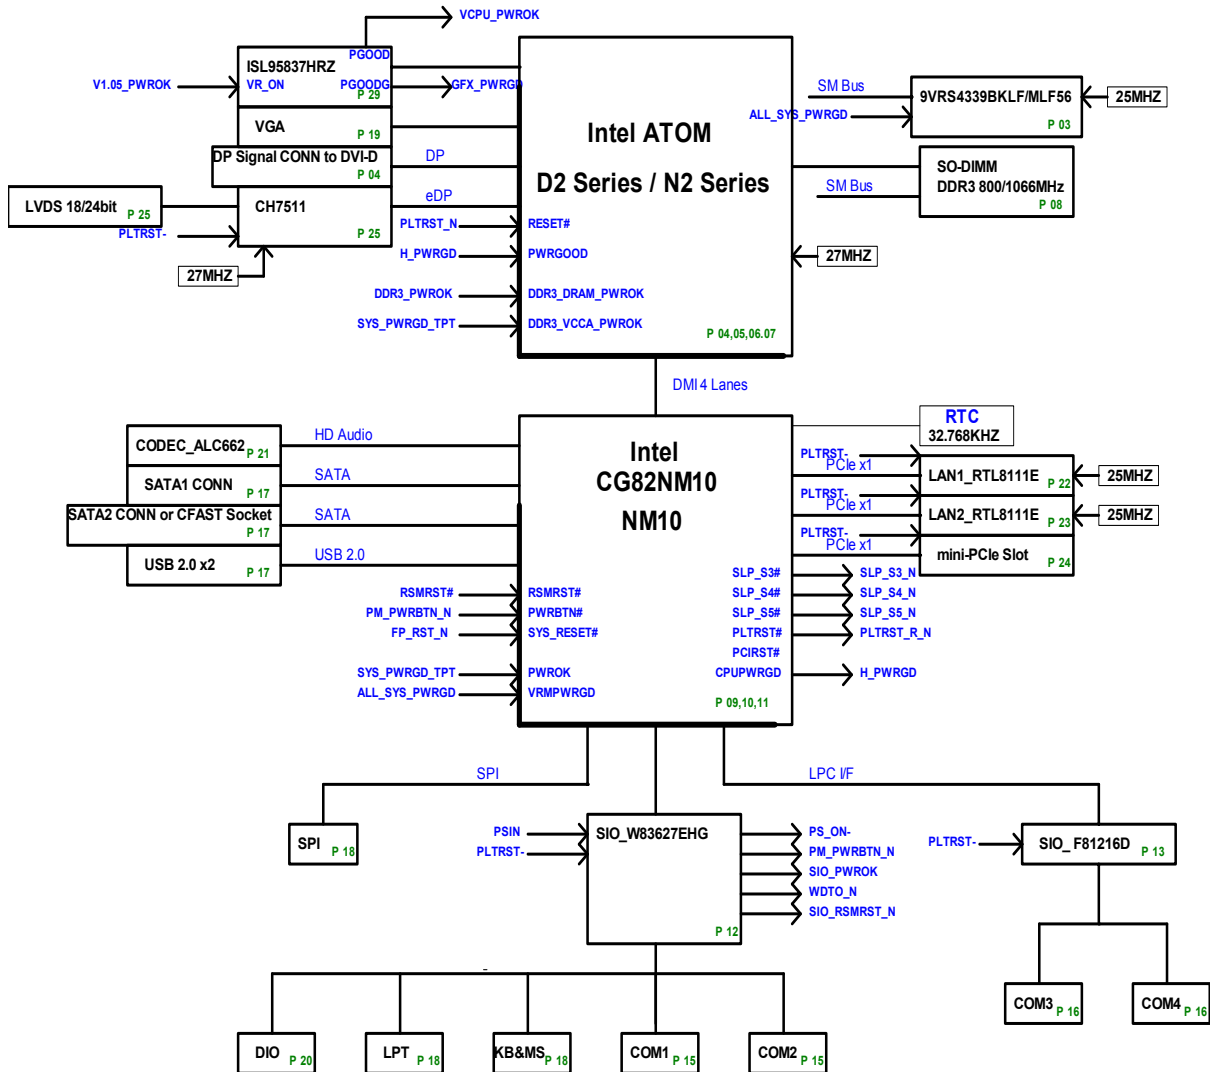 VCPU_PWROK
PGOOD
ISL95837HRZ
V1.05_PWROK
VR_ON
PGOODG
GFX_PWRGD
P 29
VGA
P 19
DP Signal CONN to DVI-D
P 04
DP
CH7511
P 25
eDP
LVDS 18/24bit
P 25
PLTRST-
27MHZ
PLTRST_N
RESET#
H_PWRGD
PWRGOOD
DDR3_PWROK
DDR3_DRAM_PWROK
SYS_PWRGD_TPT
DDR3_VCCA_PWROK
Intel ATOM
D2 Series / N2 Series
P 04,05,06.07
SM Bus
9VRS4339BKLF/MLF56
25MHZ
ALL_SYS_PWRGD
P 03
SO-DIMM
SM Bus
DDR3 800/1066MHz
P 08
27MHZ
DMI 4 Lanes
CODEC_ALC662
P 21
HD Audio
SATA1 CONN
P 17
SATA
SATA2 CONN or CFAST Socket
P 17
SATA
USB 2.0 x2
P 17
USB 2.0
RSMRST#
RSMRST#
PM_PWRBTN_N
PWRBTN#
FP_RST_N
SYS_RESET#
SYS_PWRGD_TPT
PWROK
ALL_SYS_PWRGD
VRMPWRGD
Intel
CG82NM10
NM10
RTC
32.768KHZ
PLTRST-
PCIe x1
LAN1_RTL8111E
P 22
25MHZ
PLTRST-
PCIe x1
LAN2_RTL8111E
P 23
25MHZ
PLTRST-
PCIe x1
mini-PCIe Slot
P 24
SLP_S3#
SLP_S3_N
SLP_S4#
SLP_S4_N
SLP_S5#
SLP_S5_N
PLTRST#
PLTRST_R_N
PCIRST#
CPUPWRGD
H_PWRGD
P 09,10,11
SPI
LPC I/F
SPI
P 18
PSIN
PLTRST-
SIO_W83627EHG
PS_ON-
PM_PWRBTN_N
SIO_PWROK
WDTO_N
SIO_RSMRST_N
P 12
PLTRST-
SIO_ F81216D
P 13
-
COM3
P 16
COM4
P 16
DIO
P 20
LPT
P 18
KB&MS
P 18
COM1
P 15
COM2
P 15